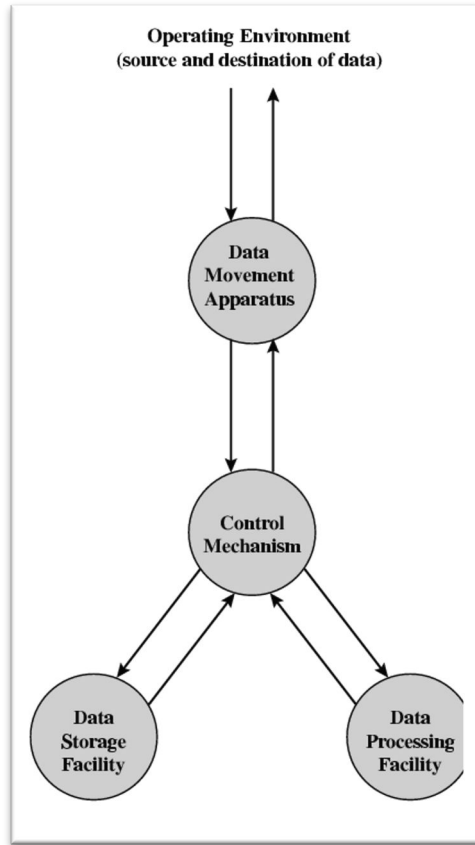 Operating Environment
(source and destination of data)
Data
Movement
Apparatus
Control
Mechanism
Data
Storage
Facility
Data
Processing
Facility